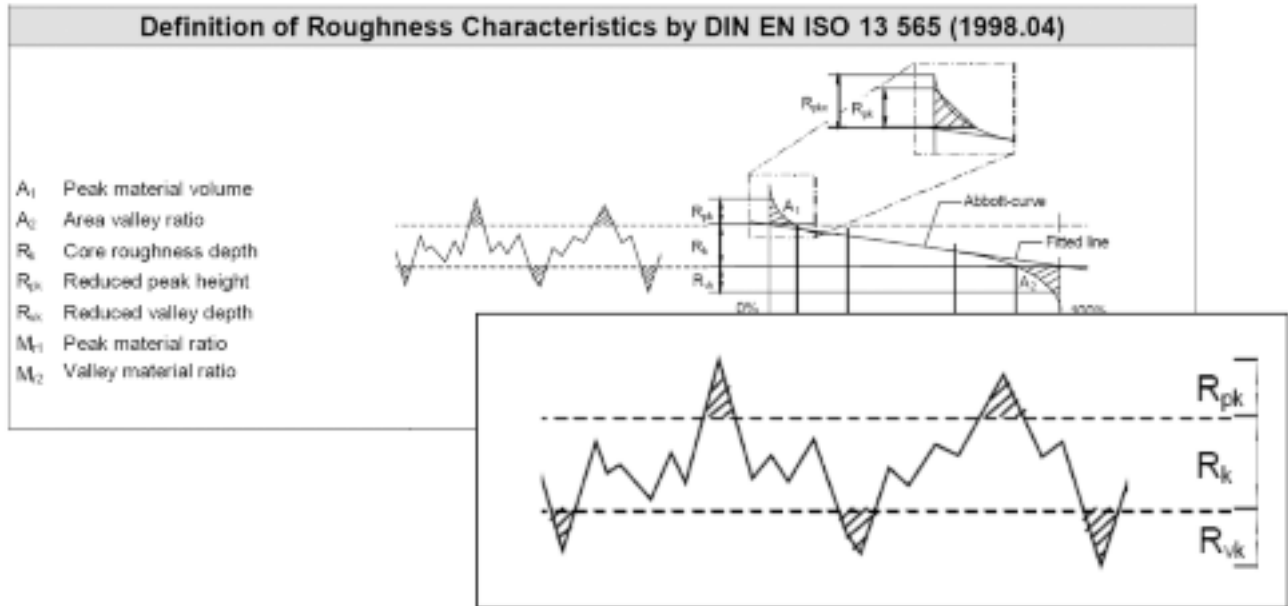 Definition of Roughness Characteristics by DIN EN ISO 13 565 (1998.04)
Rpkx
Rpk
A1 Peak material volume
A2 Area valley ratio
Rk Core roughness depth
Rpk Reduced peak height
Rvk Reduced valley depth
Mr1 Peak material ratio
Mr2 Valley material ratio
Rpk
A1
Abbott-curve
Rk
Fitted line
Rvk
A2
0%
100%
Rpk
Rk
Rvk